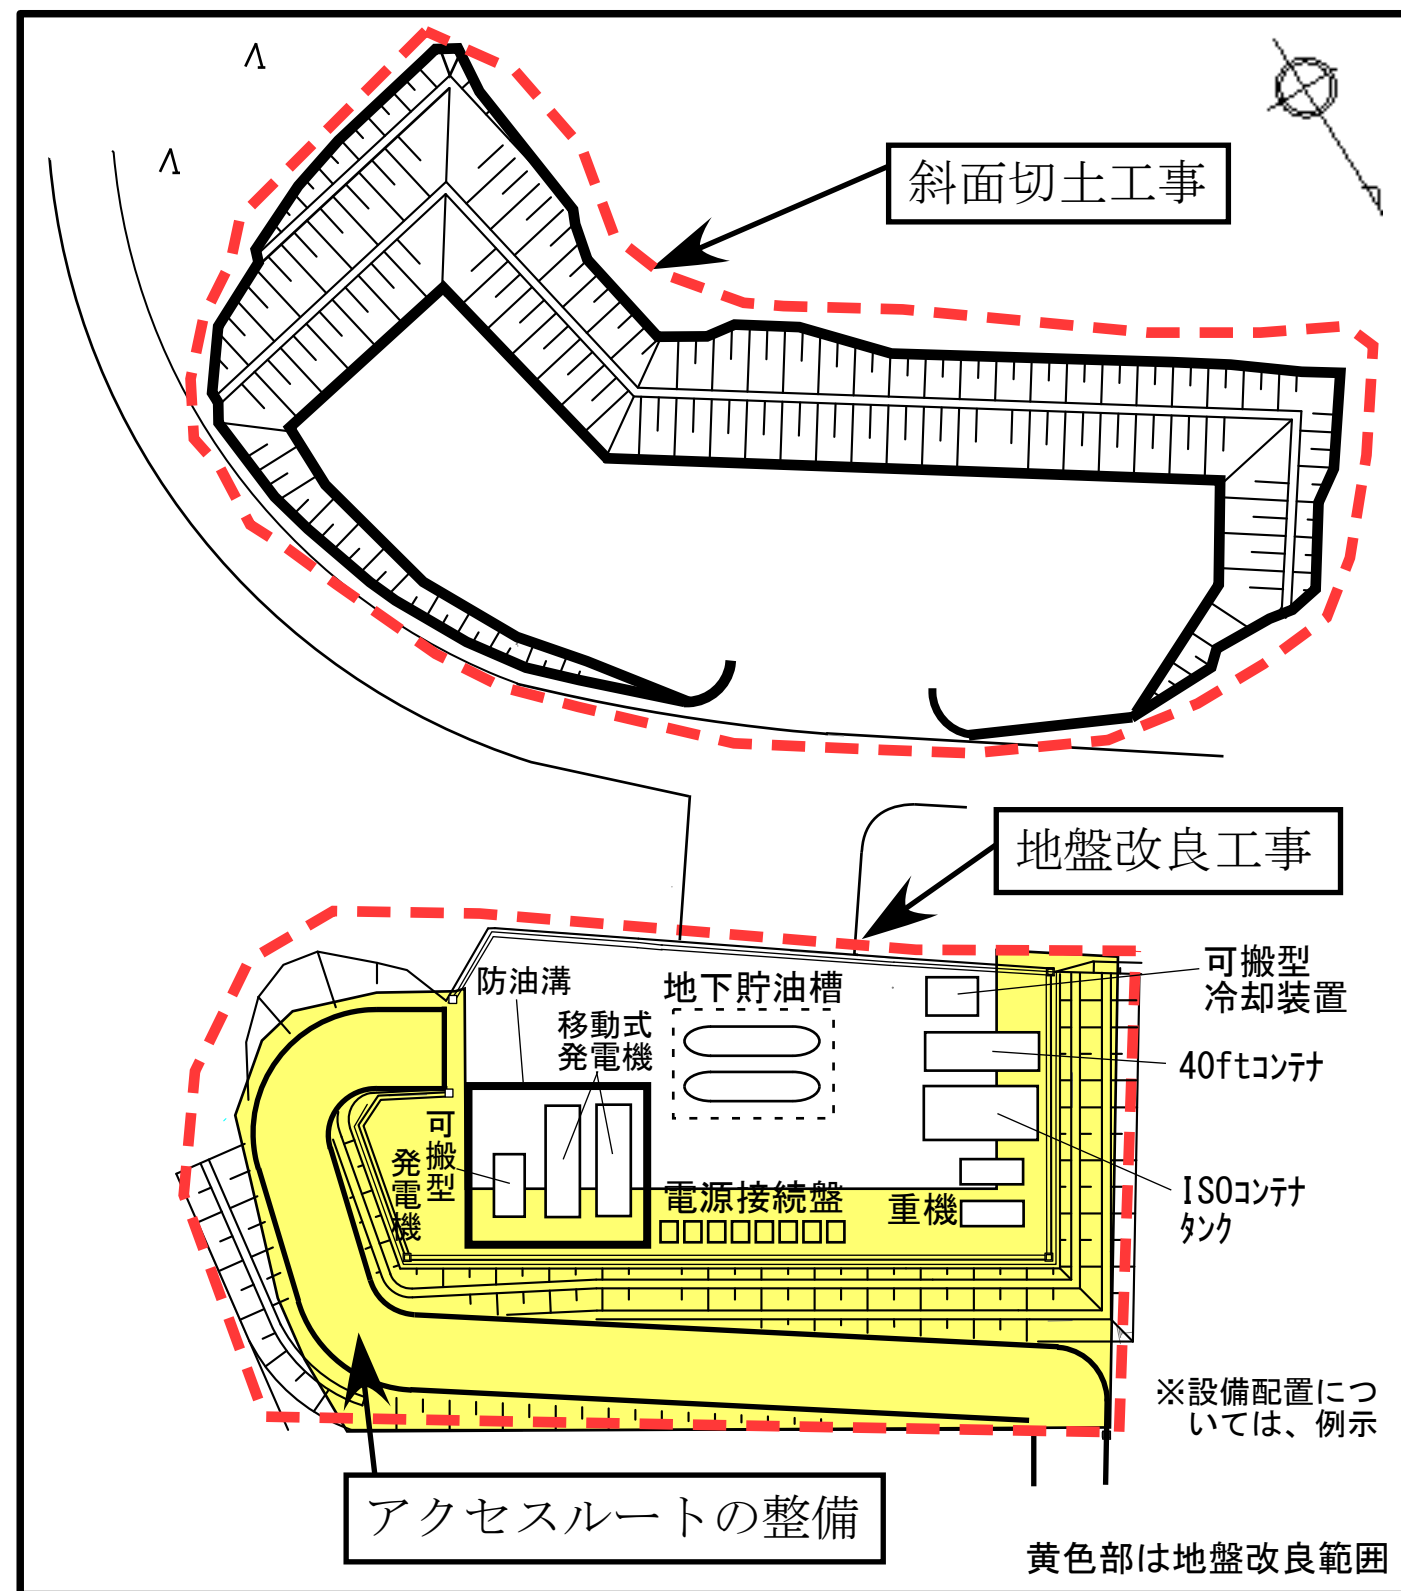 斜面切土工事
地盤改良工事
防油溝
地下貯油槽
移動式
発電機
可搬型
冷却装置
40ftコンテナ
可搬型
発電機
電源接続盤
重機
ISOコンテナ
タンク
※設備配置につ
いては、例示
アクセスルートの整備
黄色部は地盤改良範囲